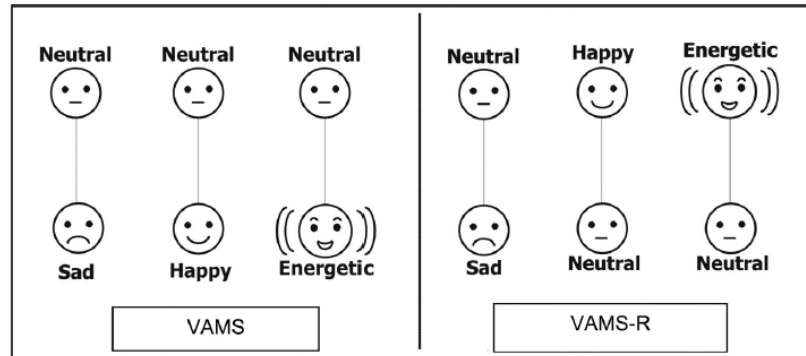 Neutral Neutral Neutral
Sad Happy Energetic
VAMS
Neutral Happy Energetic
Sad Neutral Neutral
VAMS-R